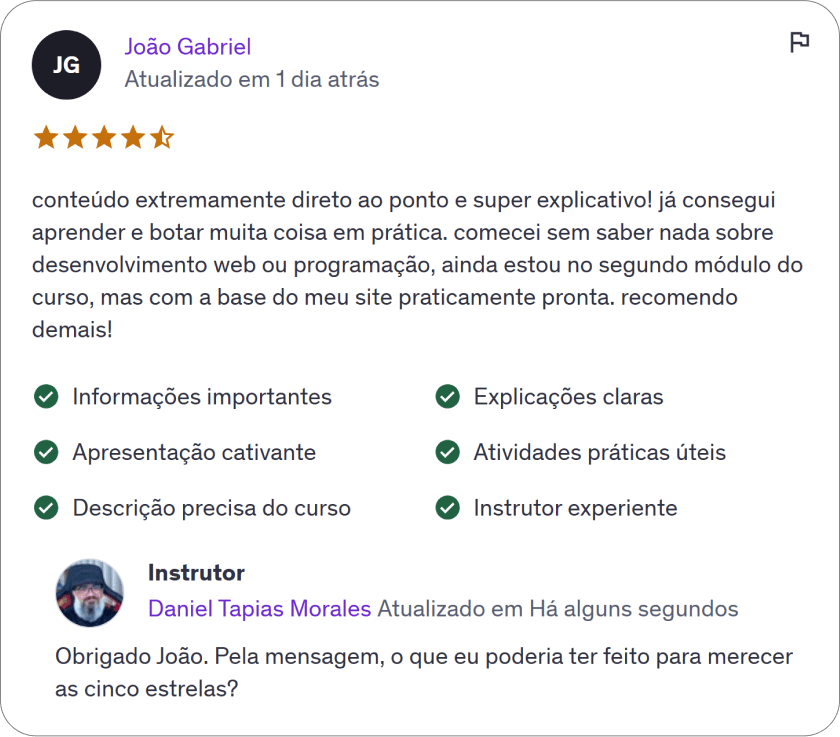 JG
João Gabriel
Atualizado em 1 dia atrás
conteúdo extremamente direto ao ponto e super explicativo! já consegui
aprender e botar muita coisa em prática. comecei sem saber nada sobre
desenvolvimento web ou programação, ainda estou no segundo módulo do
curso, mas com a base do meu site praticamente pronta. recomendo
demais!
Informações importantes
Explicações claras
Apresentação cativante
Atividades práticas úteis
Descrição precisa do curso
Instrutor experiente
Instrutor
Daniel Tapias Morales Atualizado em Há alguns segundos
Obrigado João. Pela mensagem, o que eu poderia ter feito para merecer
as cinco estrelas?